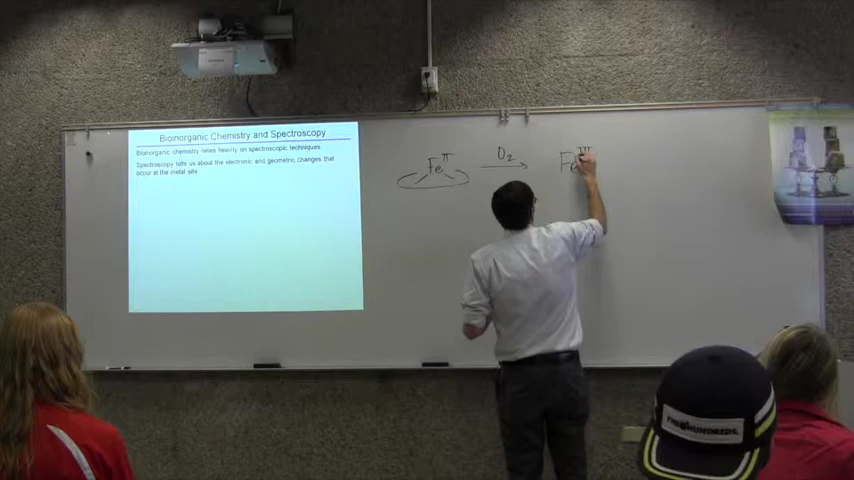 Bioinorganic Chemistry and Spectroscopy
Bioinorganic chemistry relies heavily on spectroscopic techniques
Spectroscopy tells us about the electronic and geometric changes that
occur at the metal site.
Fe II O2 Fe III